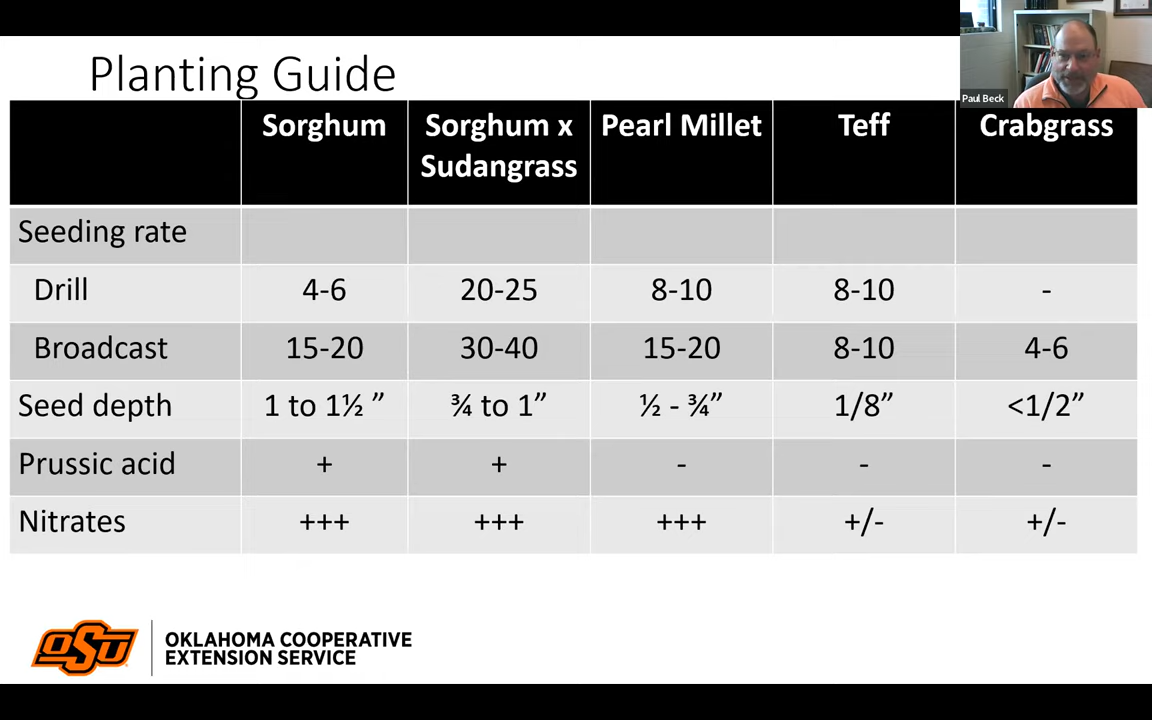 Planting Guide
Paul Beck
Sorghum
Sorghum x
Sudangrass
Pearl Millet
Teff
Crabgrass
Seeding rate
Drill 4-6 20-25 8-10 8-10 -
Broadcast 15-20 30-40 15-20 8-10 4-6
Seed depth 1 to 1½ ” ¾ to 1” ½ - ¾” 1/8” <1/2”
Prussic acid + + - - -
Nitrates +++ +++ +++ +/- +/-
OSU
OKLAHOMA COOPERATIVE
EXTENSION SERVICE